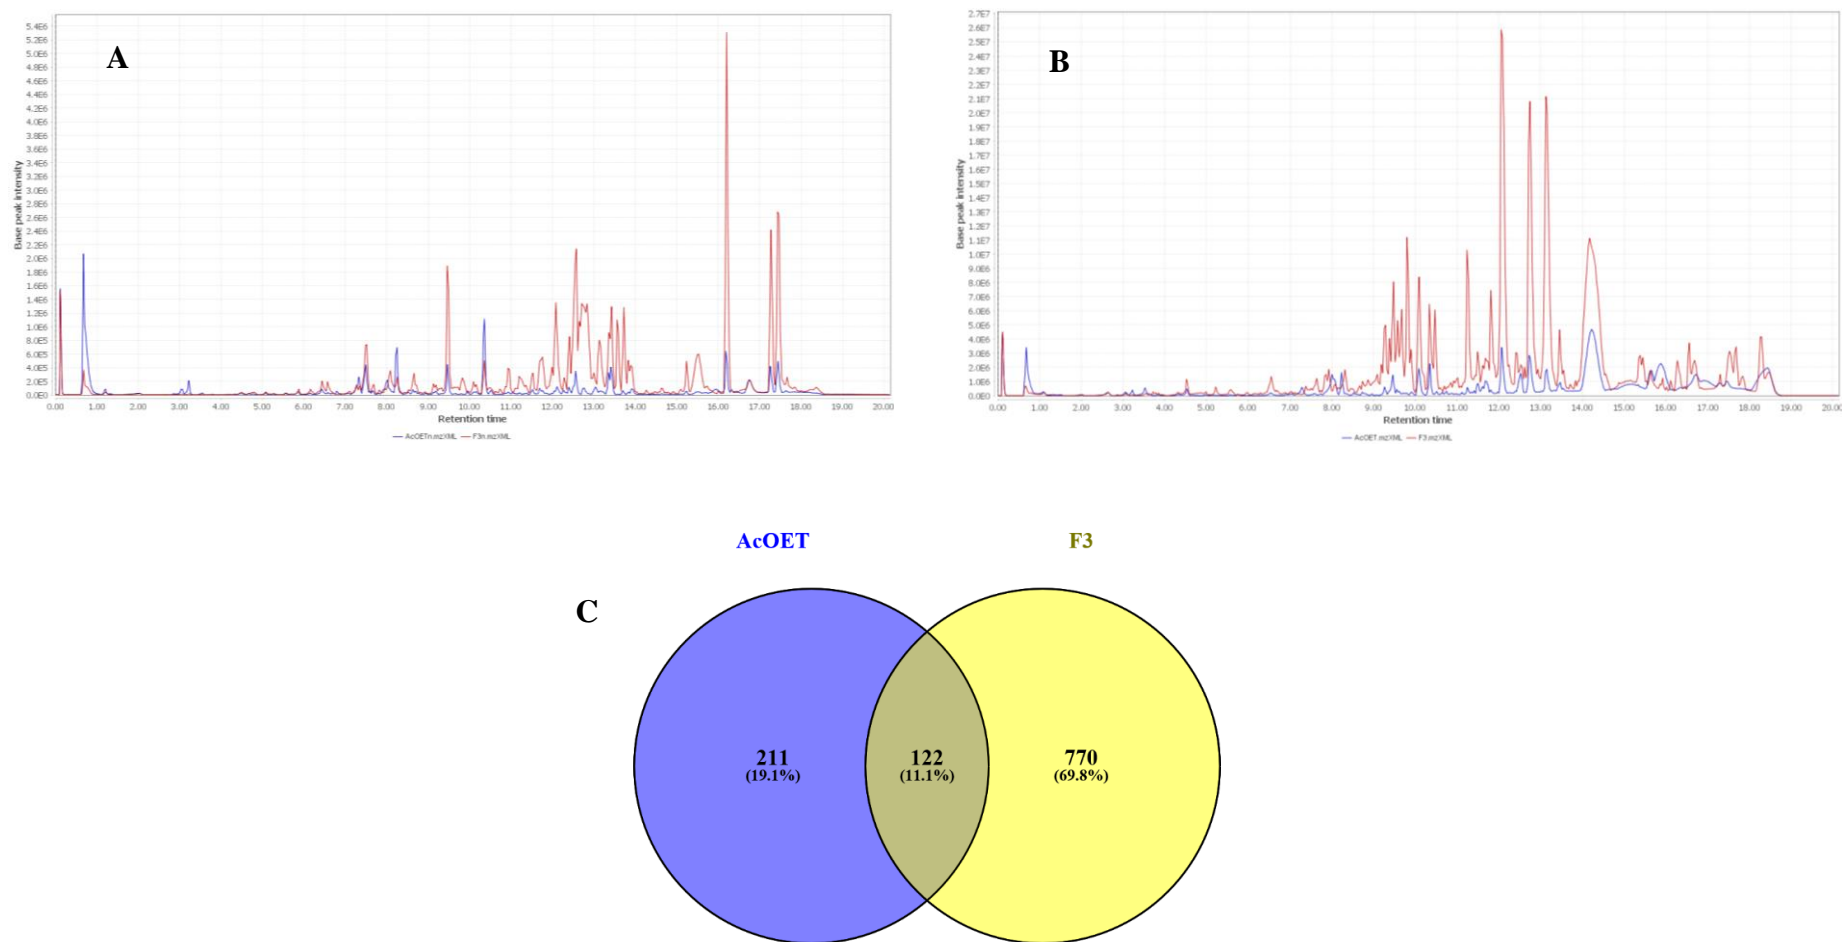 A
5.4E6
5.2E6
5.0E6
4.8E6
4.6E6
4.4E6
4.2E6
4.0E6
3.8E6
3.6E6
3.4E6
3.2E6
3.0E6
2.8E6
2.6E6
2.4E6
2.2E6
2.0E6
1.8E6
1.6E6
1.4E6
1.2E6
1.0E6
8.0E5
6.0E5
4.0E5
2.0E5
0.0E0
Base peak intensity
0.00 1.00 2.00 3.00 4.00 5.00 6.00 7.00 8.00 9.00 10.00 11.00 12.00 13.00 14.00 15.00 16.00 17.00 18.00 19.00 20.00
Retention time
AcOETn.mzXML F3n.mzXML
B
2.7E7
2.6E7
2.5E7
2.4E7
2.3E7
2.2E7
2.1E7
2.0E7
1.9E7
1.8E7
1.7E7
1.6E7
1.5E7
1.4E7
1.3E7
1.2E7
1.1E7
1.0E7
9.0E6
8.0E6
7.0E6
6.0E6
5.0E6
4.0E6
3.0E6
2.0E6
1.0E6
0.0E0
Base peak intensity
0.00 1.00 2.00 3.00 4.00 5.00 6.00 7.00 8.00 9.00 10.00 11.00 12.00 13.00 14.00 15.00 16.00 17.00 18.00 19.00 20.00
Retention time
AcOET.mzXML F3.mzXML
AcOET F3
C
211 122 770
(19.1%) (11.1%) (69.8%)